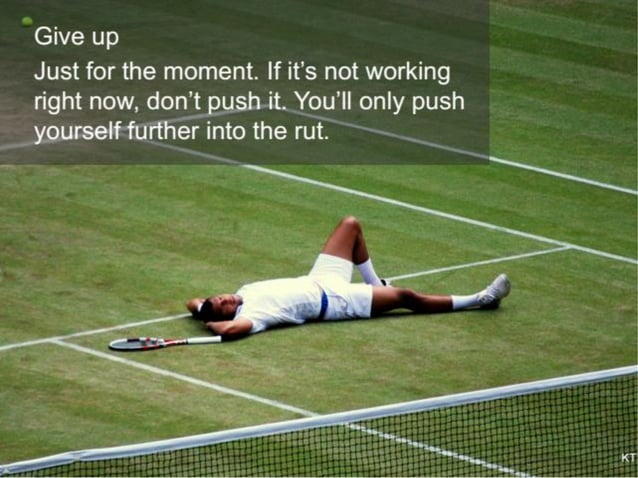 Give up
Just for the moment. If it’s not working
right now, don’t push it. You’ll only push
yourself further into the rut.
KT